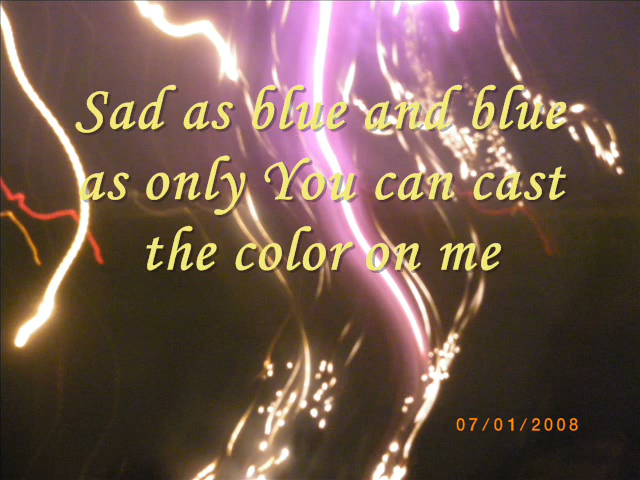 Sad as blue and blue
as only You can cast
the color on me
07/01/2008